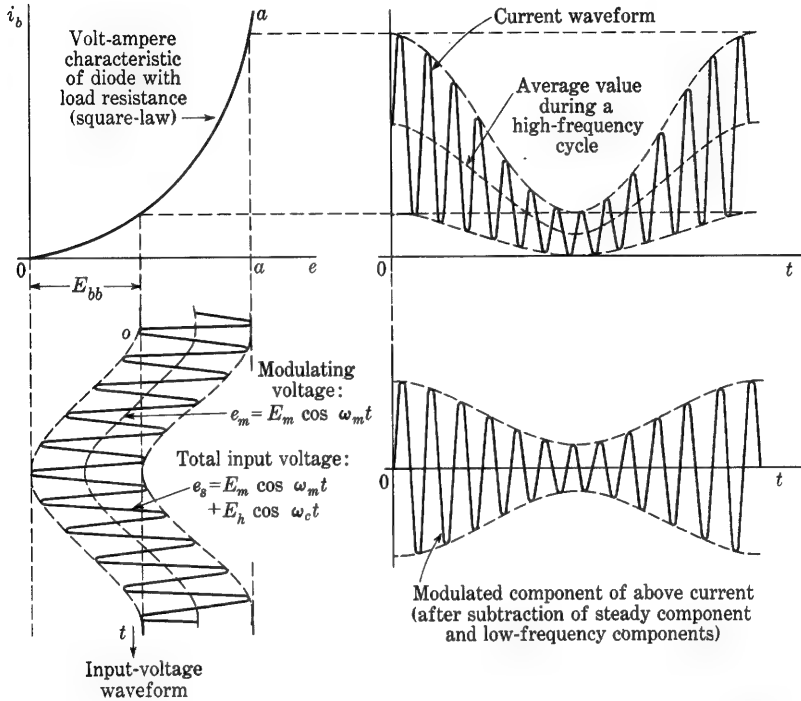 i_b
a
Volt-ampere
characteristic
of diode with
load resistance
(square-law)
0
a
e
E_bb
Current waveform
Average value
during a
high-frequency
cycle
0
t
o
Modulating
voltage:
e_m = E_m cos ω_m t
Total input voltage:
e_s = E_m cos ω_m t
+ E_h cos ω_c t
t
Input-voltage
waveform
0
t
Modulated component of above current
(after subtraction of steady component
and low-frequency components)